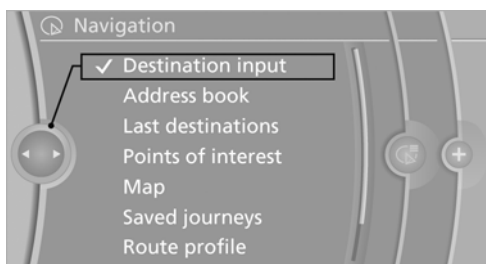 Navigation
Destination input
Address book
Last destinations
Points of interest
Map
Saved journeys
Route profile